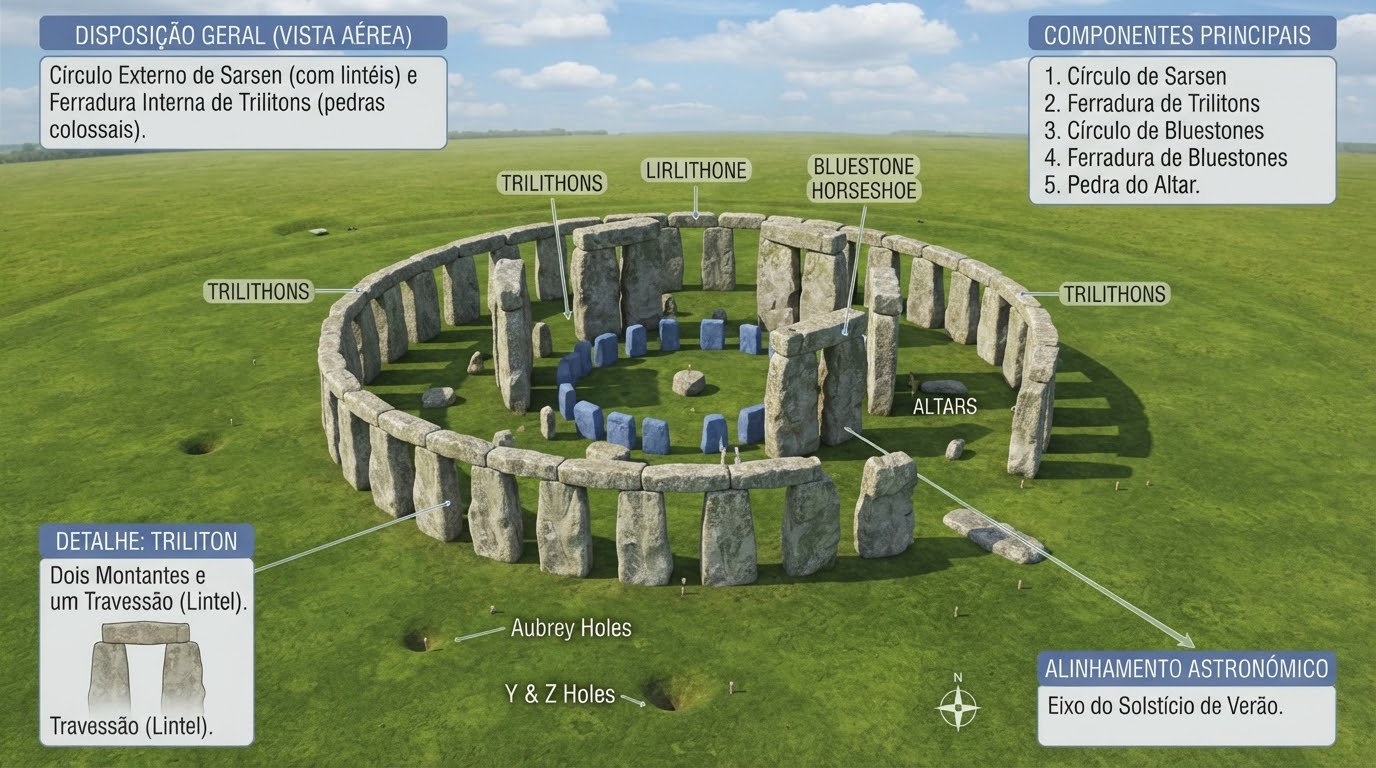 DISPOSIÇÃO GERAL (VISTA AÉREA)
Círculo Externo de Sarsen (com lintéis) e
Ferradura Interna de Trilitons (pedras
colossais).
COMPONENTES PRINCIPAIS
1. Círculo de Sarsen
2. Ferradura de Trilitons
3. Círculo de Bluestones
4. Ferradura de Bluestones
5. Pedra do Altar.
TRILITHONS
LIRLITHONE
BLUESTONE
HORSESHOE
TRILITHONS
TRILITHONS
ALTARS
DETALHE: TRILITON
Dois Montantes e
um Travessão (Lintel).
Travessão (Lintel).
Aubrey Holes
Y & Z Holes
N
ALINHAMENTO ASTRONÓMICO
Eixo do Solstício de Verão.